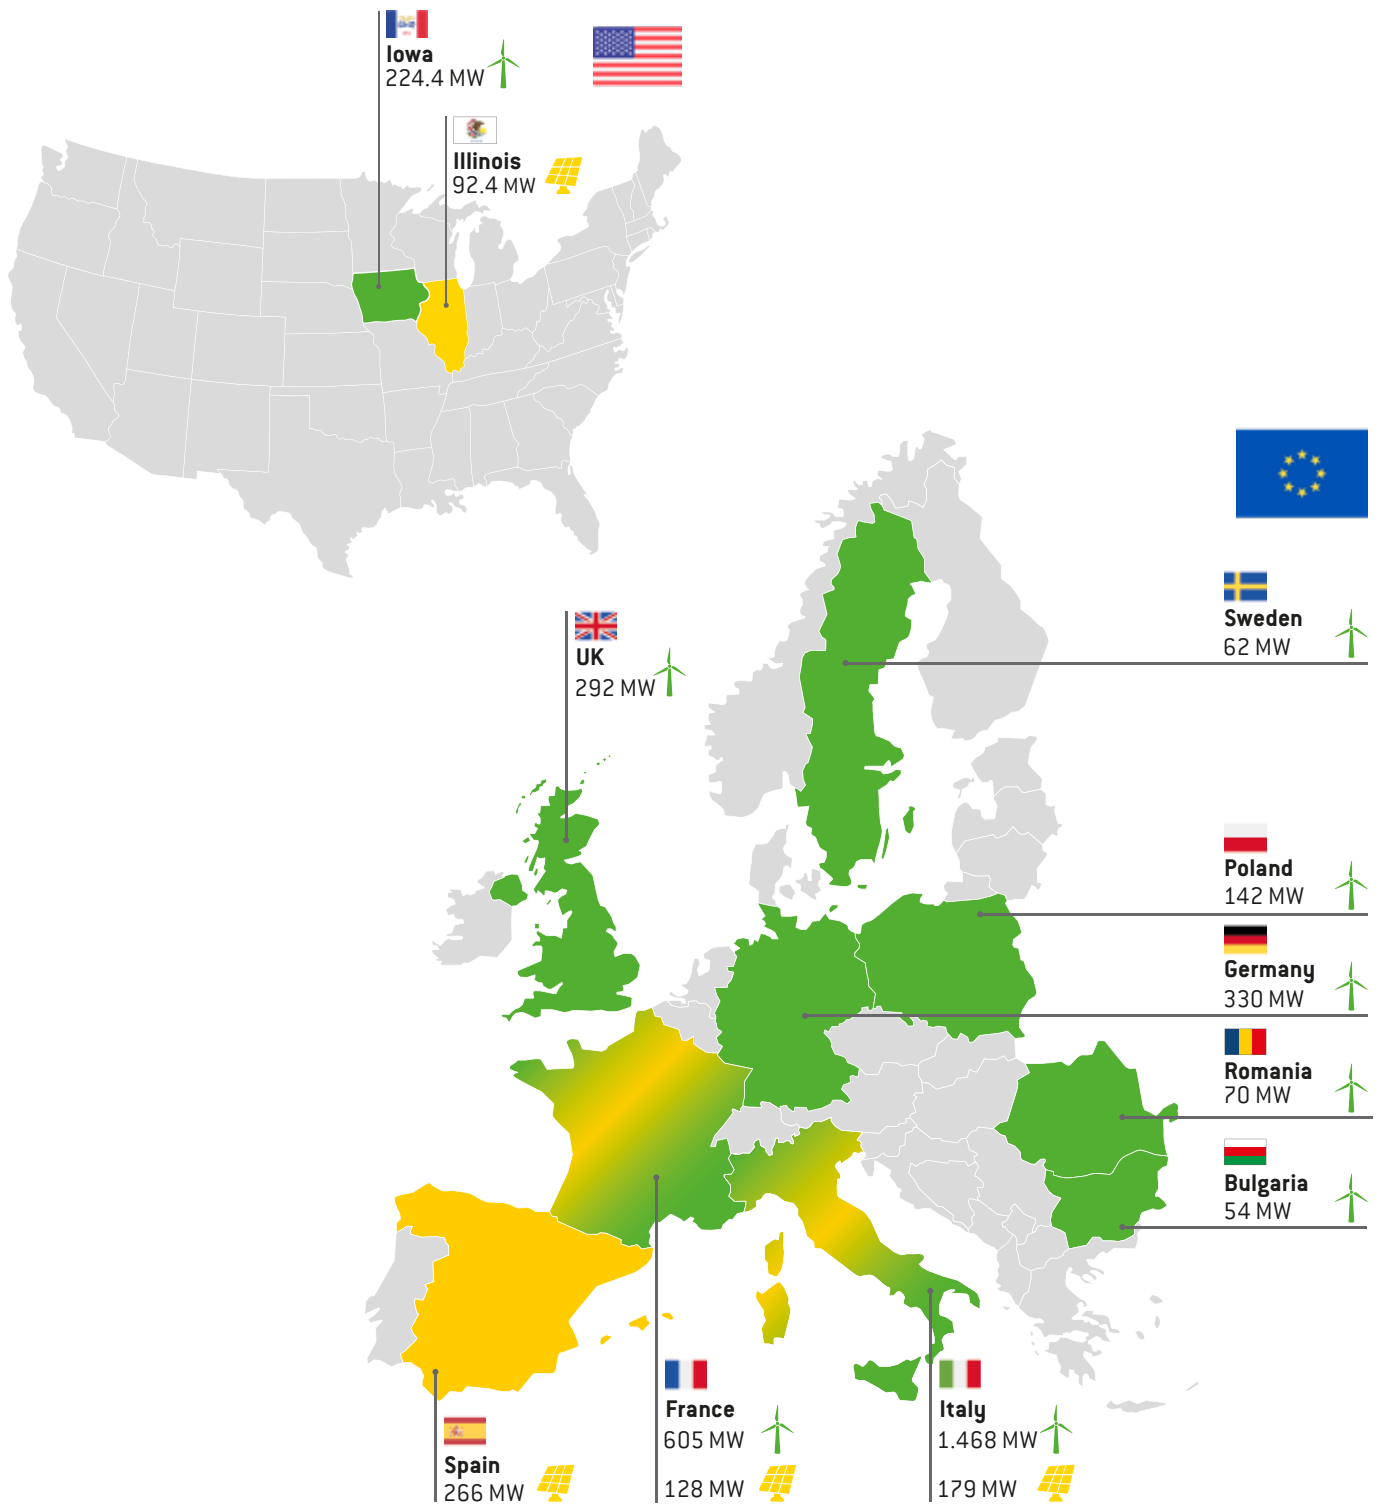 Iowa
224.4 MW
Illinois
92.4 MW
Sweden
62 MW
UK
292 MW
Poland
142 MW
Germany
330 MW
Romania
70 MW
Bulgaria
54 MW
France
605 MW
128 MW
Italy
1.468 MW
179 MW
Spain
266 MW